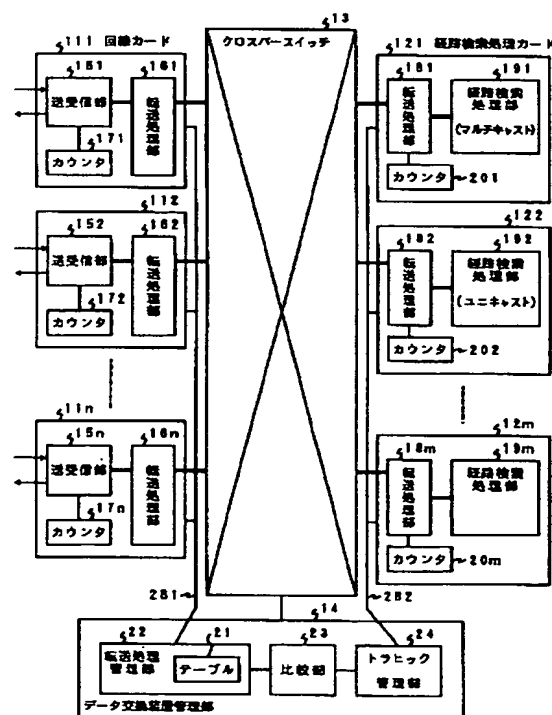 13
クロスバースイッチ
111 回線カード
151
161
送受信部
転送処理部
171
カウンタ
112
152
162
送受信部
転送処理部
172
カウンタ
11n
15n
16n
送受信部
転送処理部
17n
カウンタ
121 経路検索処理カード
181
191
転送処理部
経路検索
処理部
(マルチキャスト)
カウンタ
201
122
182
192
転送処理部
経路検索
処理部
(ユニキャスト)
カウンタ
202
12m
18m
19m
転送処理部
経路検索
処理部
カウンタ
20m
281
282
14
22
21
23
24
転送処理
管理部
テーブル
比較部
トラヒック
管理部
データ交換装置管理部